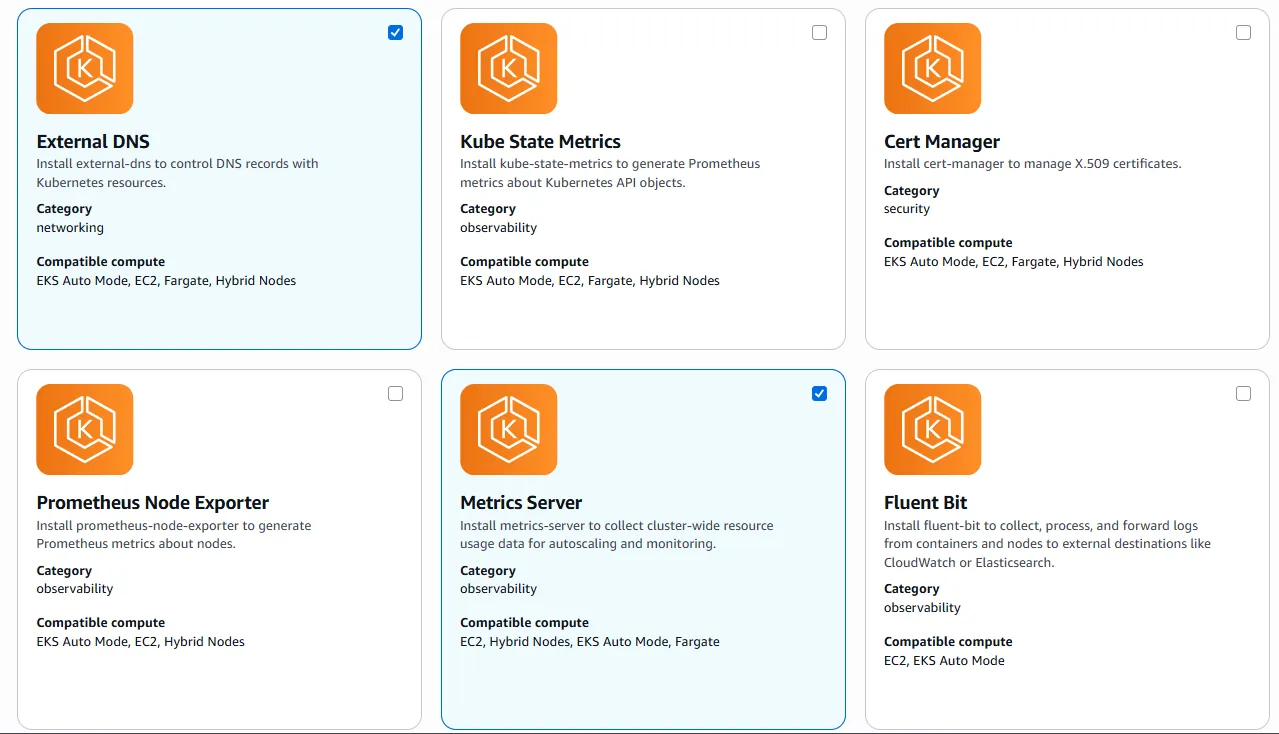 External DNS
Install external-dns to control DNS records with
Kubernetes resources.
Category
networking
Compatible compute
EKS Auto Mode, EC2, Fargate, Hybrid Nodes
Kube State Metrics
Install kube-state-metrics to generate Prometheus
metrics about Kubernetes API objects.
Category
observability
Compatible compute
EKS Auto Mode, EC2, Fargate, Hybrid Nodes
Cert Manager
Install cert-manager to manage X.509 certificates.
Category
security
Compatible compute
EKS Auto Mode, EC2, Fargate, Hybrid Nodes
Prometheus Node Exporter
Install prometheus-node-exporter to generate
Prometheus metrics about nodes.
Category
observability
Compatible compute
EKS Auto Mode, EC2, Hybrid Nodes
Metrics Server
Install metrics-server to collect cluster-wide resource
usage data for autoscaling and monitoring.
Category
observability
Compatible compute
EC2, Hybrid Nodes, EKS Auto Mode, Fargate
Fluent Bit
Install fluent-bit to collect, process, and forward logs
from containers and nodes to external destinations like
CloudWatch or Elasticsearch.
Category
observability
Compatible compute
EC2, EKS Auto Mode